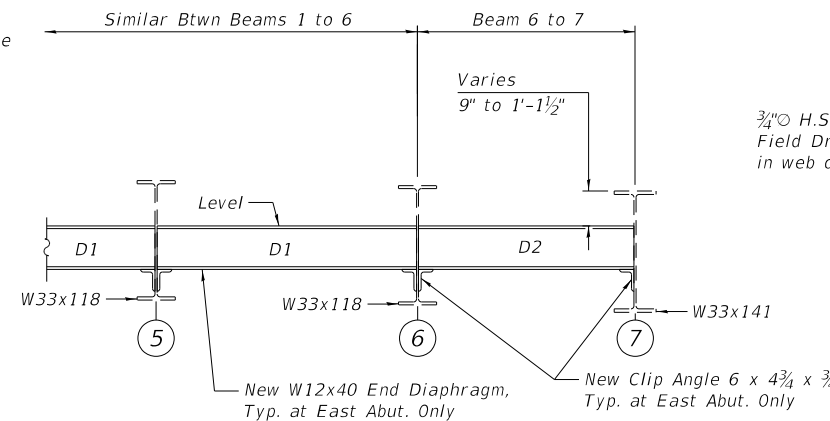 Similar Btwn Beams 1 to 6
Beam 6 to 7
Varies
9" to 1'-1½"
¾"∅ H.S
Field Dr
in web
Level
D1
D1
D2
W33x118
W33x118
W33x141
5
6
7
New W12x40 End Diaphragm,
Typ. at East Abut. Only
New Clip Angle 6 x 4¾ x
Typ. at East Abut. Only